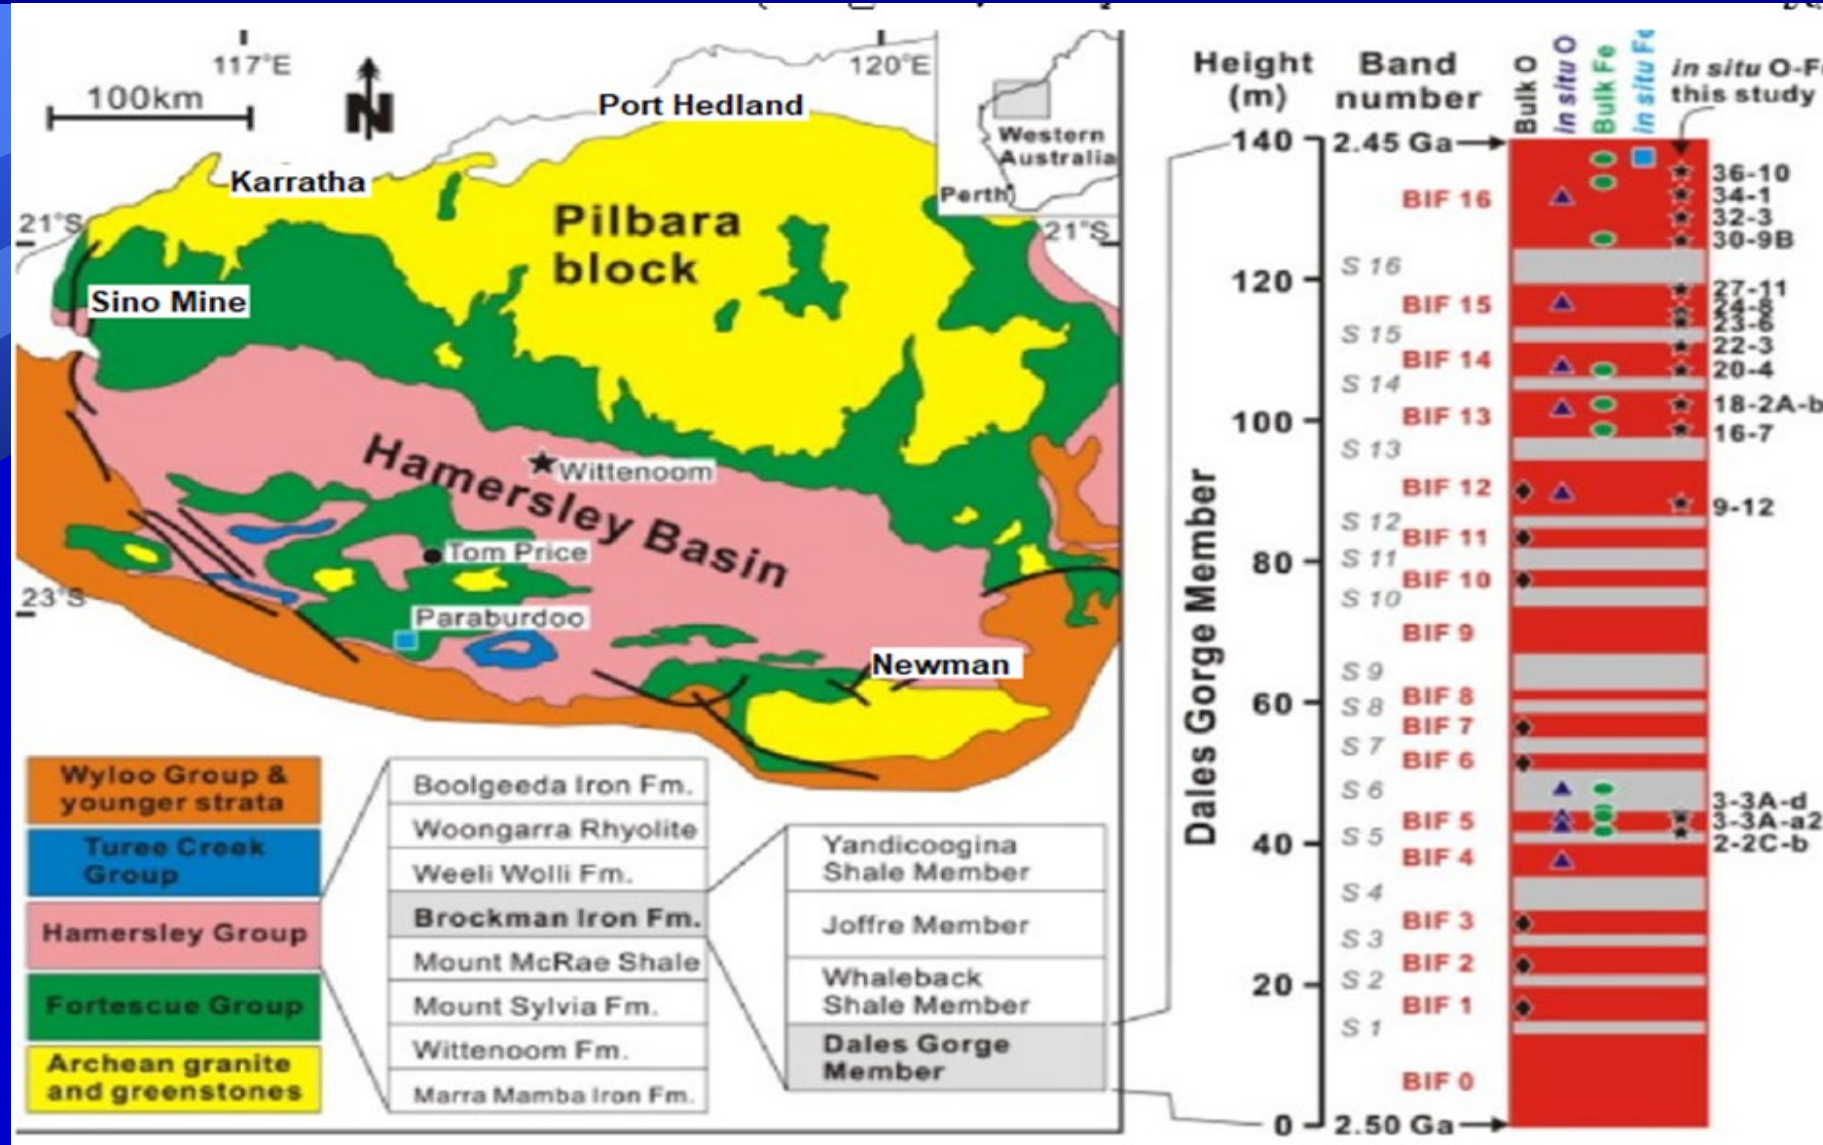 117°E
120°E
100km
N
Port Hedland
Karratha
Western
Australia
Perth
21°S
21°S
Pilbara
block
Sino Mine
Hamersley Basin
Wittenoom
Tom Price
23°S
Paraburdoo
Newman
Wyloo Group &
younger strata
Turee Creek
Group
Hamersley Group
Fortescue Group
Archean granite
and greenstones
Boolgeeda Iron Fm.
Woongarra Rhyolite
Weeli Wolli Fm.
Brockman Iron Fm.
Mount McRae Shale
Mount Sylvia Fm.
Wittenoom Fm.
Marra Mamba Iron Fm.
Yandicoogina
Shale Member
Joffre Member
Whaleback
Shale Member
Dales Gorge
Member
Dales Gorge Member
Height
(m)
Band
number
Bulk O
in situ O
Bulk Fe
in situ Fe
in situ O-Fe
this study
140
120
100
80
60
40
20
0
2.45 Ga
BIF 16
S 16
BIF 15
S 15
BIF 14
S 14
BIF 13
S 13
BIF 12
S 12
BIF 11
S 11
BIF 10
S 10
BIF 9
S 9
BIF 8
S 8
BIF 7
S 7
BIF 6
S 6
BIF 5
S 5
BIF 4
S 4
BIF 3
S 3
BIF 2
S 2
BIF 1
S 1
BIF 0
2.50 Ga
36-10
34-1
32-3
30-9B
27-11
24-8
23-6
22-3
20-4
18-2A-b
16-7
9-12
3-3A-d
3-3A-a2
2-2C-b